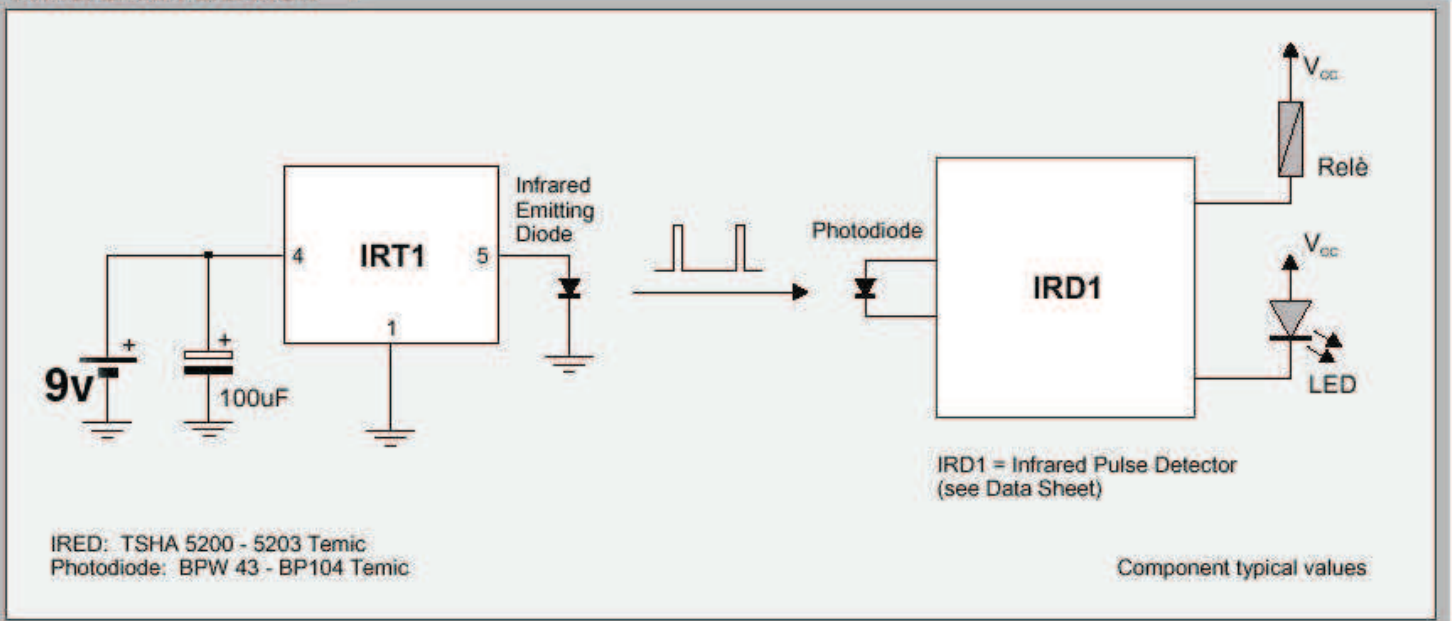 Vcc
Relè
Infrared
Emitting
Diode
Photodiode
4
IRT1
5
IRD1
Vcc
1
+
+
9v
100uF
LED
IRD1 = Infrared Pulse Detector
(see Data Sheet)
IRED: TSHA 5200 - 5203 Temic
Photodiode: BPW 43 - BP104 Temic
Component typical values